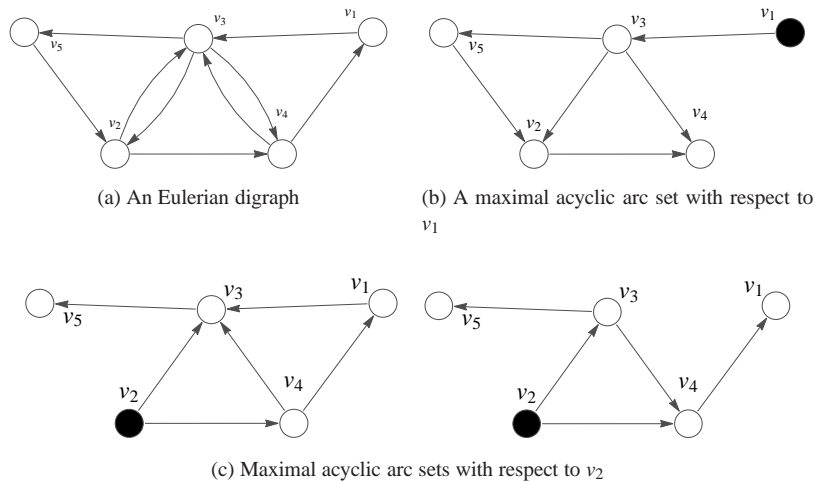 v3 v1
v5
v4
v2
(a) An Eulerian digraph
v1
v3
v5
v4
v2
(b) A maximal acyclic arc set with respect to
v1
v3 v1
v5
v4
v2
v3 v1
v5
v4
v2
(c) Maximal acyclic arc sets with respect to v2